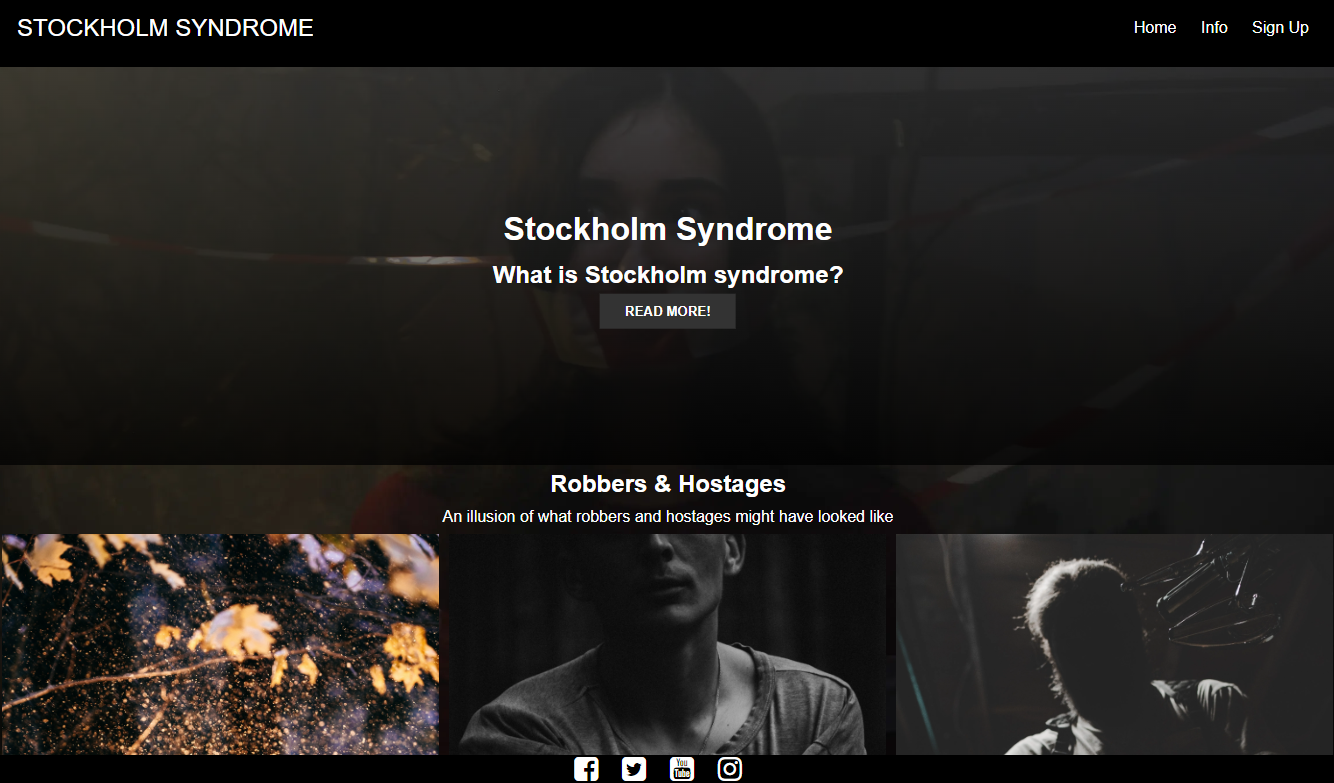 STOCKHOLM SYNDROME
Home Info Sign Up
Stockholm Syndrome
What is Stockholm syndrome?
READ MORE!
Robbers & Hostages
An illusion of what robbers and hostages might have looked like
You
Tube